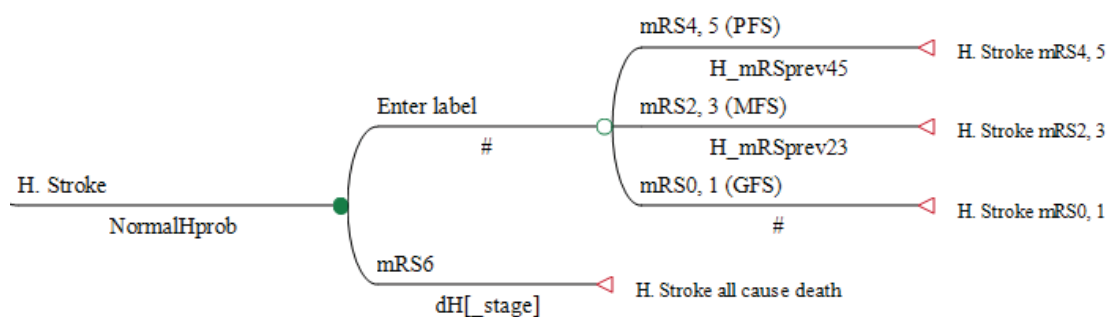 mRS4, 5 (PFS)
H_mRSprev45
H. Stroke mRS4, 5
Enter label
#
mRS2, 3 (MFS)
H_mRSprev23
H. Stroke mRS2, 3
mRS0, 1 (GFS)
#
H. Stroke mRS0, 1
H. Stroke
NormalHprob
mRS6
dH[_stage]
H. Stroke all cause death